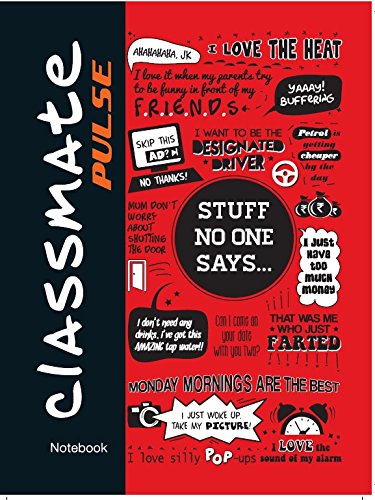 classmate
PULSE
Notebook
AHAHAHAHA, JK
I LOVE THE HEAT
I love it when my parents try
to be funny in front of my
F.R.I.E.N.D.S
YAAAY!
BUFFERING
SKIP THIS
AD?
NO THANKS!
I WANT TO BE THE
DESIGNATED
DRIVER
Petrol is
getting
cheaper
by the
day
MUM DON'T
WORRY
ABOUT
SHUTTING
THE DOOR
STUFF
NO ONE
SAYS...
₹ ₹ ₹
I Just
Have
too
much
money
I don't need any
drinks, i've got this
AMAZING tap water!!
Can I come
on your
date
with you two?
THAT WAS ME
WHO JUST
FARTED
MONDAY MORNINGS ARE THE BEST
I JUST WOKE UP.
TAKE MY PICTURE!
I love silly POP-ups
I LOVE the
sound of my alarm